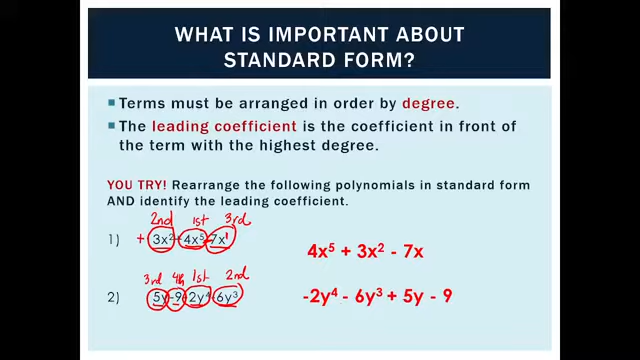 WHAT IS IMPORTANT ABOUT
STANDARD FORM?
Terms must be arranged in order by degree.
The leading coefficient is the coefficient in front of
the term with the highest degree.
YOU TRY! Rearrange the following polynomials in standard form
AND identify the leading coefficient.
2nd 1st 3rd
1) + 3x² + 4x⁵ - 7x¹
4x⁵ + 3x² - 7x
3rd 4th 1st 2nd
2) 5y - 9 - 2y⁴ - 6y³
-2y⁴ - 6y³ + 5y - 9